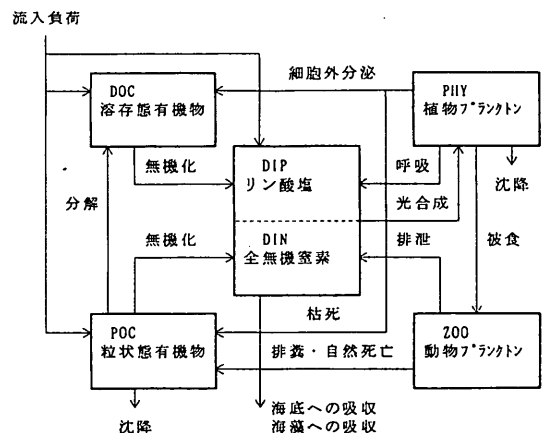 流入負荷
細胞外分泌
DOC
溶存態有機物
PHY
植物プランクトン
無機化
DIP
リン酸塩
呼吸
沈降
分解
光合成
無機化
DIN
全無機窒素
排泄
被食
枯死
POC
粒状態有機物
排糞・自然死亡
ZOO
動物プランクトン
沈降
海底への吸収
海藻への吸収